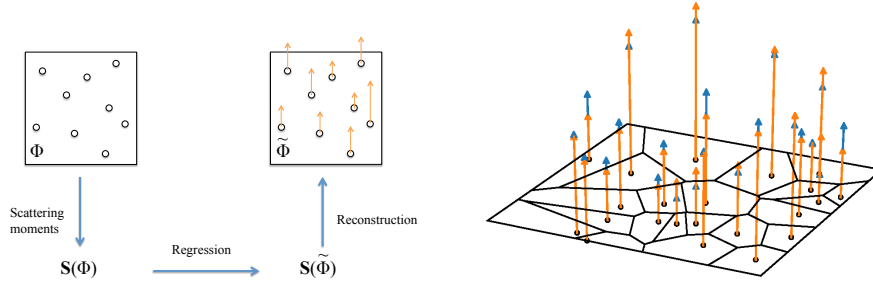 Φ
Φ̃
Scattering
moments
Reconstruction
Regression
S(Φ)
S(Φ̃)